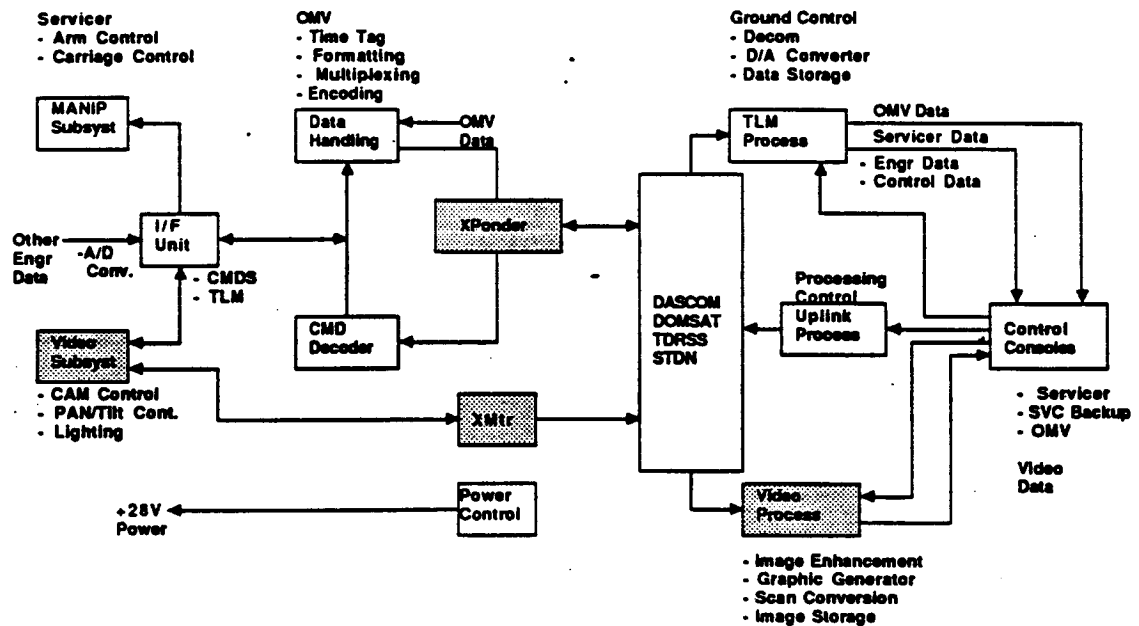 Servicer
- Arm Control
- Carriage Control
OMV
- Time Tag
- Formatting
- Multiplexing
- Encoding
Ground Control
- Decom
- D/A Converter
- Data Storage
MANIP
Subsyst
Data
Handling
OMV
Data
TLM
Process
OMV Data
Servicer Data
- Engr Data
- Control Data
XPonder
I/F
Unit
Other
Engr
Data
-A/D
Conv.
- CMDS
- TLM
DASCOM
DOMSAT
TDRSS
STDN
Processing
Control
Uplink
Process
Control
Consoles
CMD
Decoder
Video
Subsyst
- CAM Control
- PAN/Tilt Cont.
- Lighting
XMtr
- Servicer
- SVC Backup
- OMV
Video
Data
+28V
Power
Power
Control
Video
Process
- Image Enhancement
- Graphic Generator
- Scan Conversion
- Image Storage